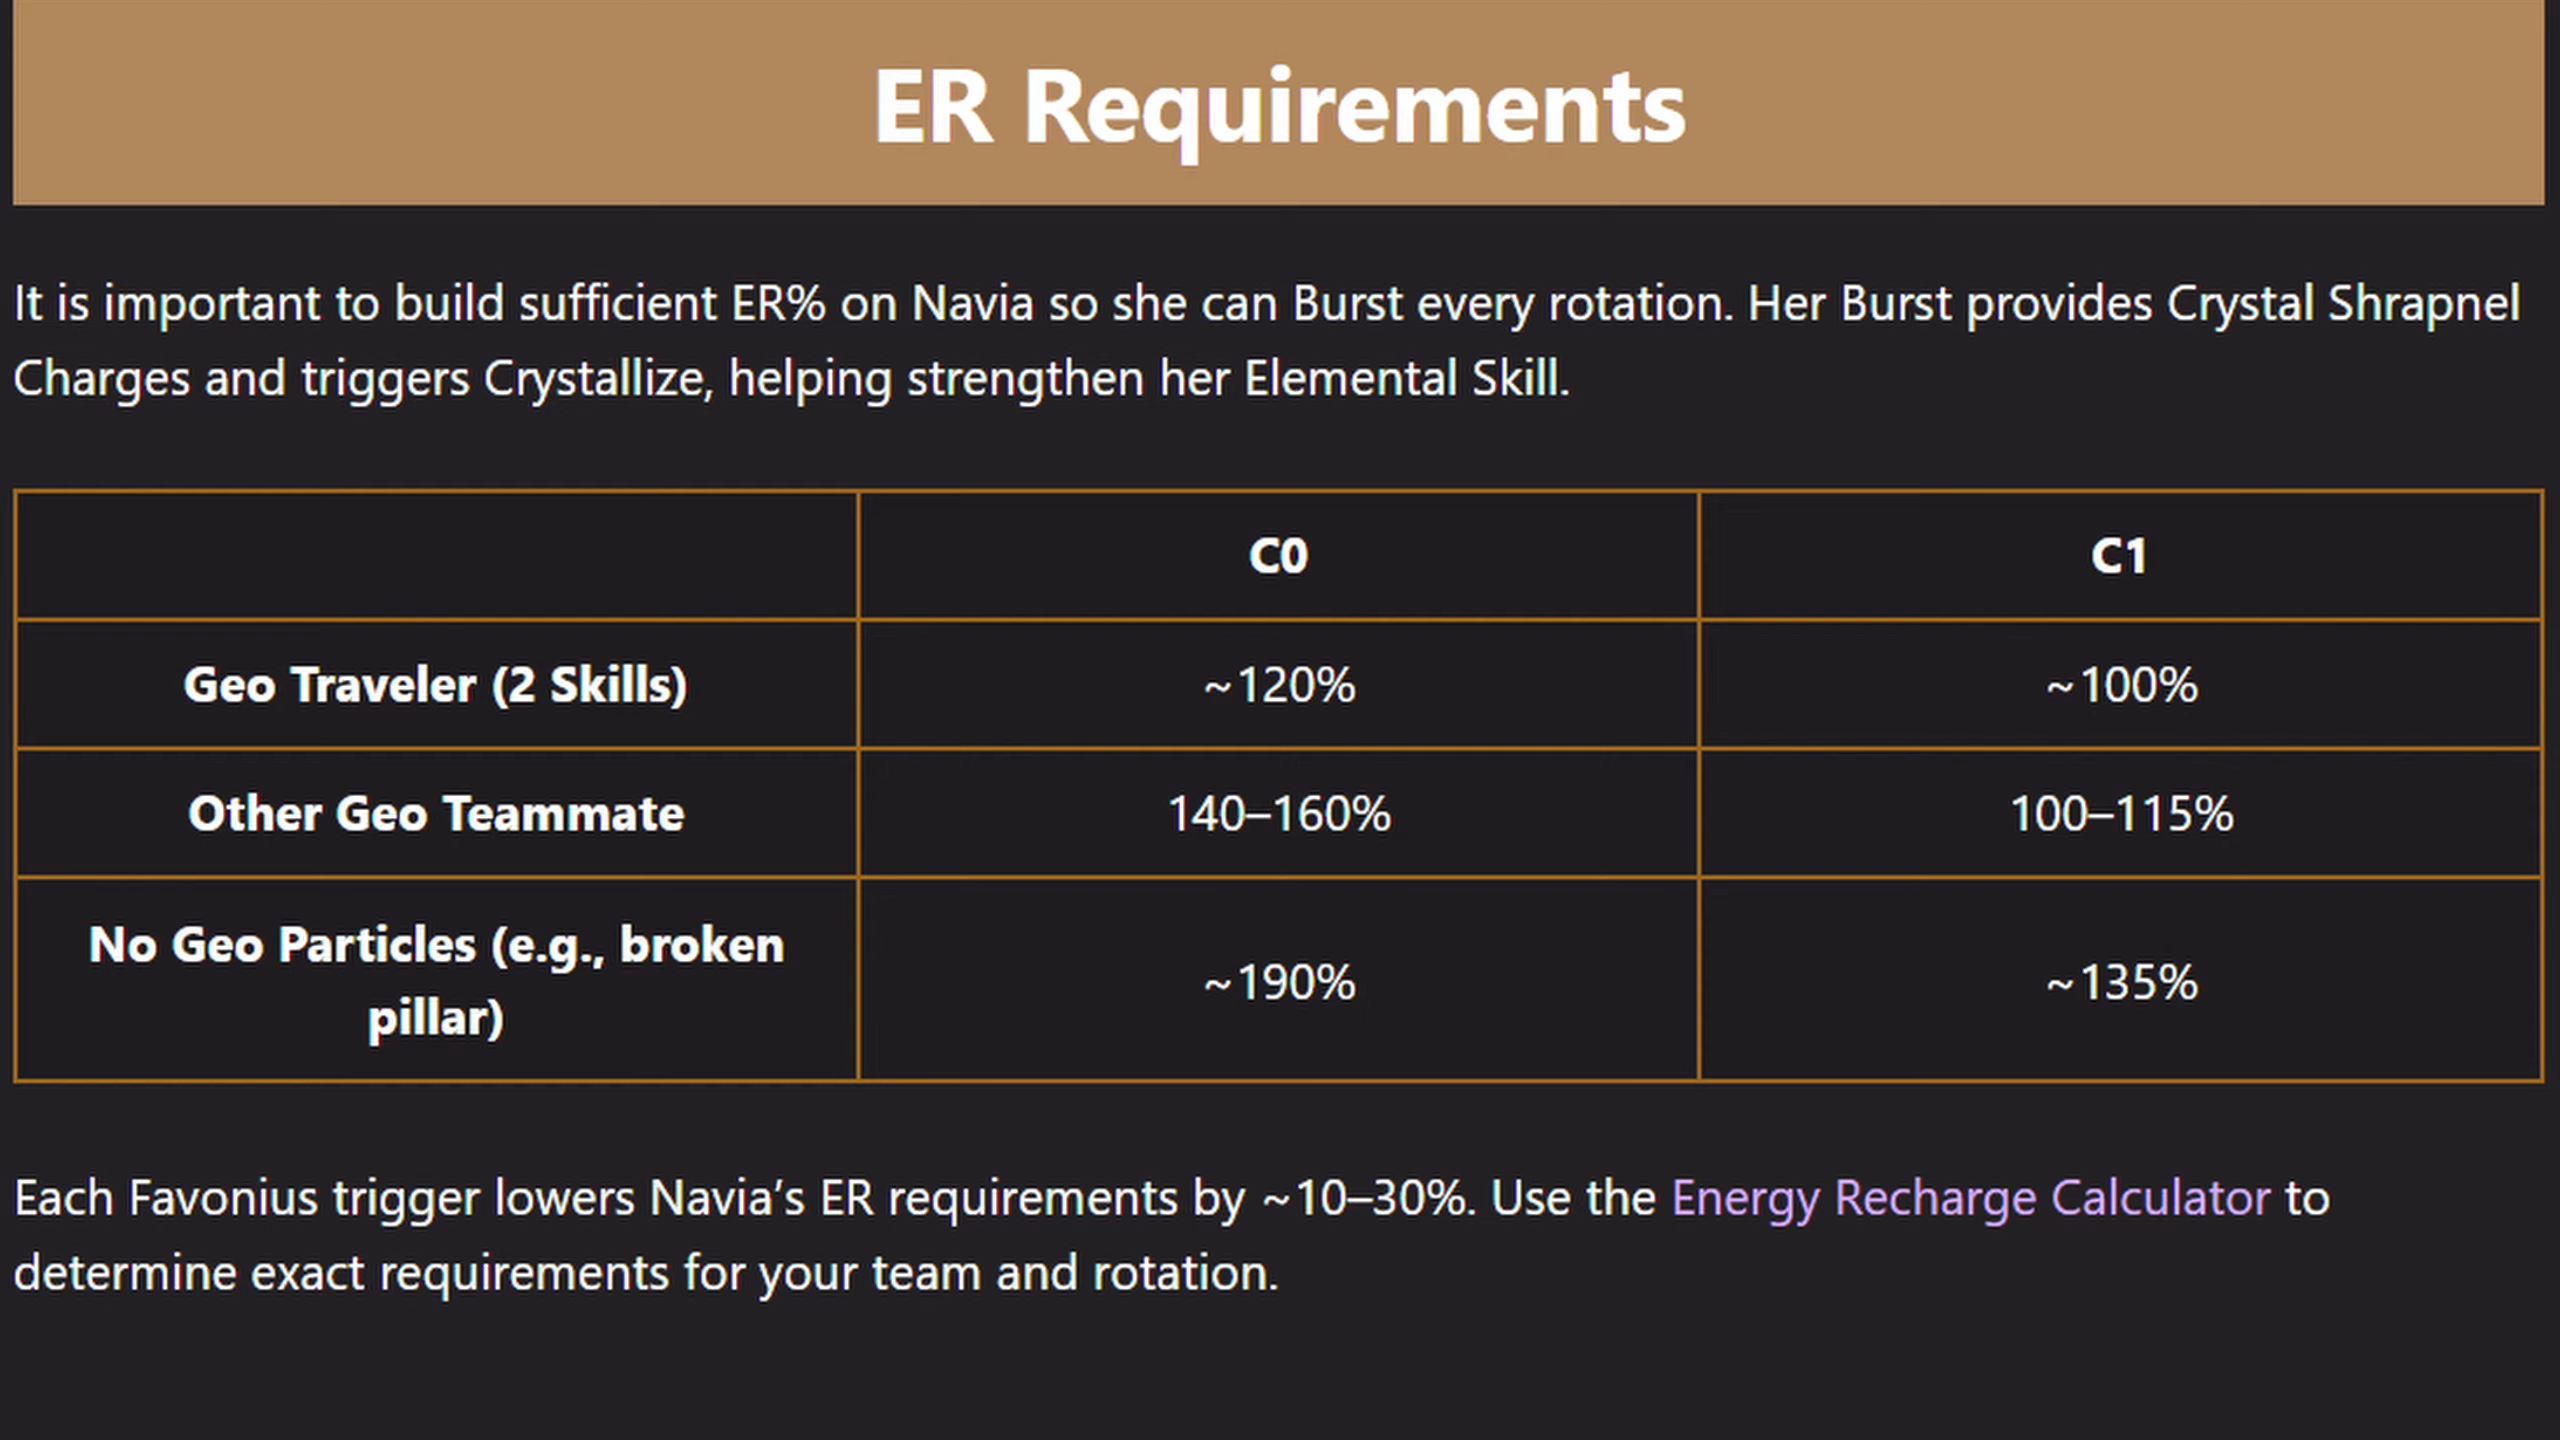 ER Requirements
It is important to build sufficient ER% on Navia so she can Burst every rotation. Her Burst provides Crystal Shrapnel
Charges and triggers Crystallize, helping strengthen her Elemental Skill.
C0 C1
Geo Traveler (2 Skills) ~120% ~100%
Other Geo Teammate 140–160% 100–115%
No Geo Particles (e.g., broken
pillar) ~190% ~135%
Each Favonius trigger lowers Navia’s ER requirements by ~10–30%. Use the Energy Recharge Calculator to
determine exact requirements for your team and rotation.